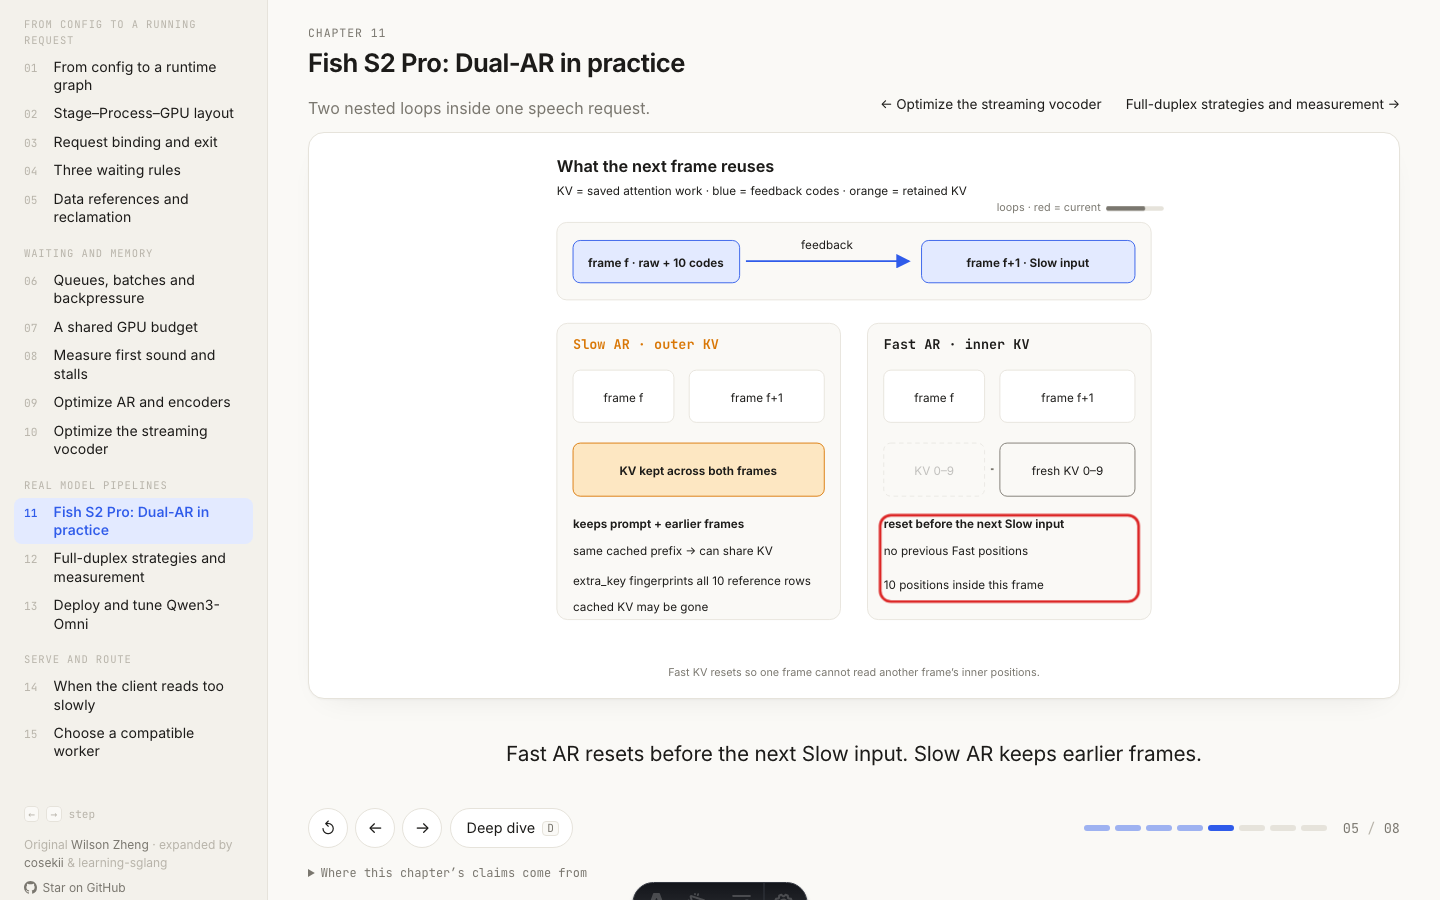 FROM CONFIG TO A RUNNING
REQUEST
01 From config to a runtime
graph
02 Stage–Process–GPU layout
03 Request binding and exit
04 Three waiting rules
05 Data references and
reclamation
WAITING AND MEMORY
06 Queues, batches and
backpressure
07 A shared GPU budget
08 Measure first sound and
stalls
09 Optimize AR and encoders
10 Optimize the streaming
vocoder
REAL MODEL PIPELINES
11 Fish S2 Pro: Dual-AR in
practice
12 Full-duplex strategies and
measurement
13 Deploy and tune Qwen3-
Omni
SERVE AND ROUTE
14 When the client reads too
slowly
15 Choose a compatible
worker
← → step
Original Wilson Zheng · expanded by
cosekii & learning-sglang
Star on GitHub
CHAPTER 11
Fish S2 Pro: Dual-AR in practice
Two nested loops inside one speech request.
← Optimize the streaming vocoder
Full-duplex strategies and measurement →
What the next frame reuses
KV = saved attention work · blue = feedback codes · orange = retained KV
loops · red = current
frame f · raw + 10 codes
feedback
frame f+1 · Slow input
Slow AR · outer KV
frame f
frame f+1
KV kept across both frames
keeps prompt + earlier frames
same cached prefix → can share KV
extra_key fingerprints all 10 reference rows
cached KV may be gone
Fast AR · inner KV
frame f
frame f+1
KV 0–9
-
fresh KV 0–9
reset before the next Slow input
no previous Fast positions
10 positions inside this frame
Fast KV resets so one frame cannot read another frame's inner positions.
Fast AR resets before the next Slow input. Slow AR keeps earlier frames.
Deep dive D
05 / 08
▶ Where this chapter's claims come from